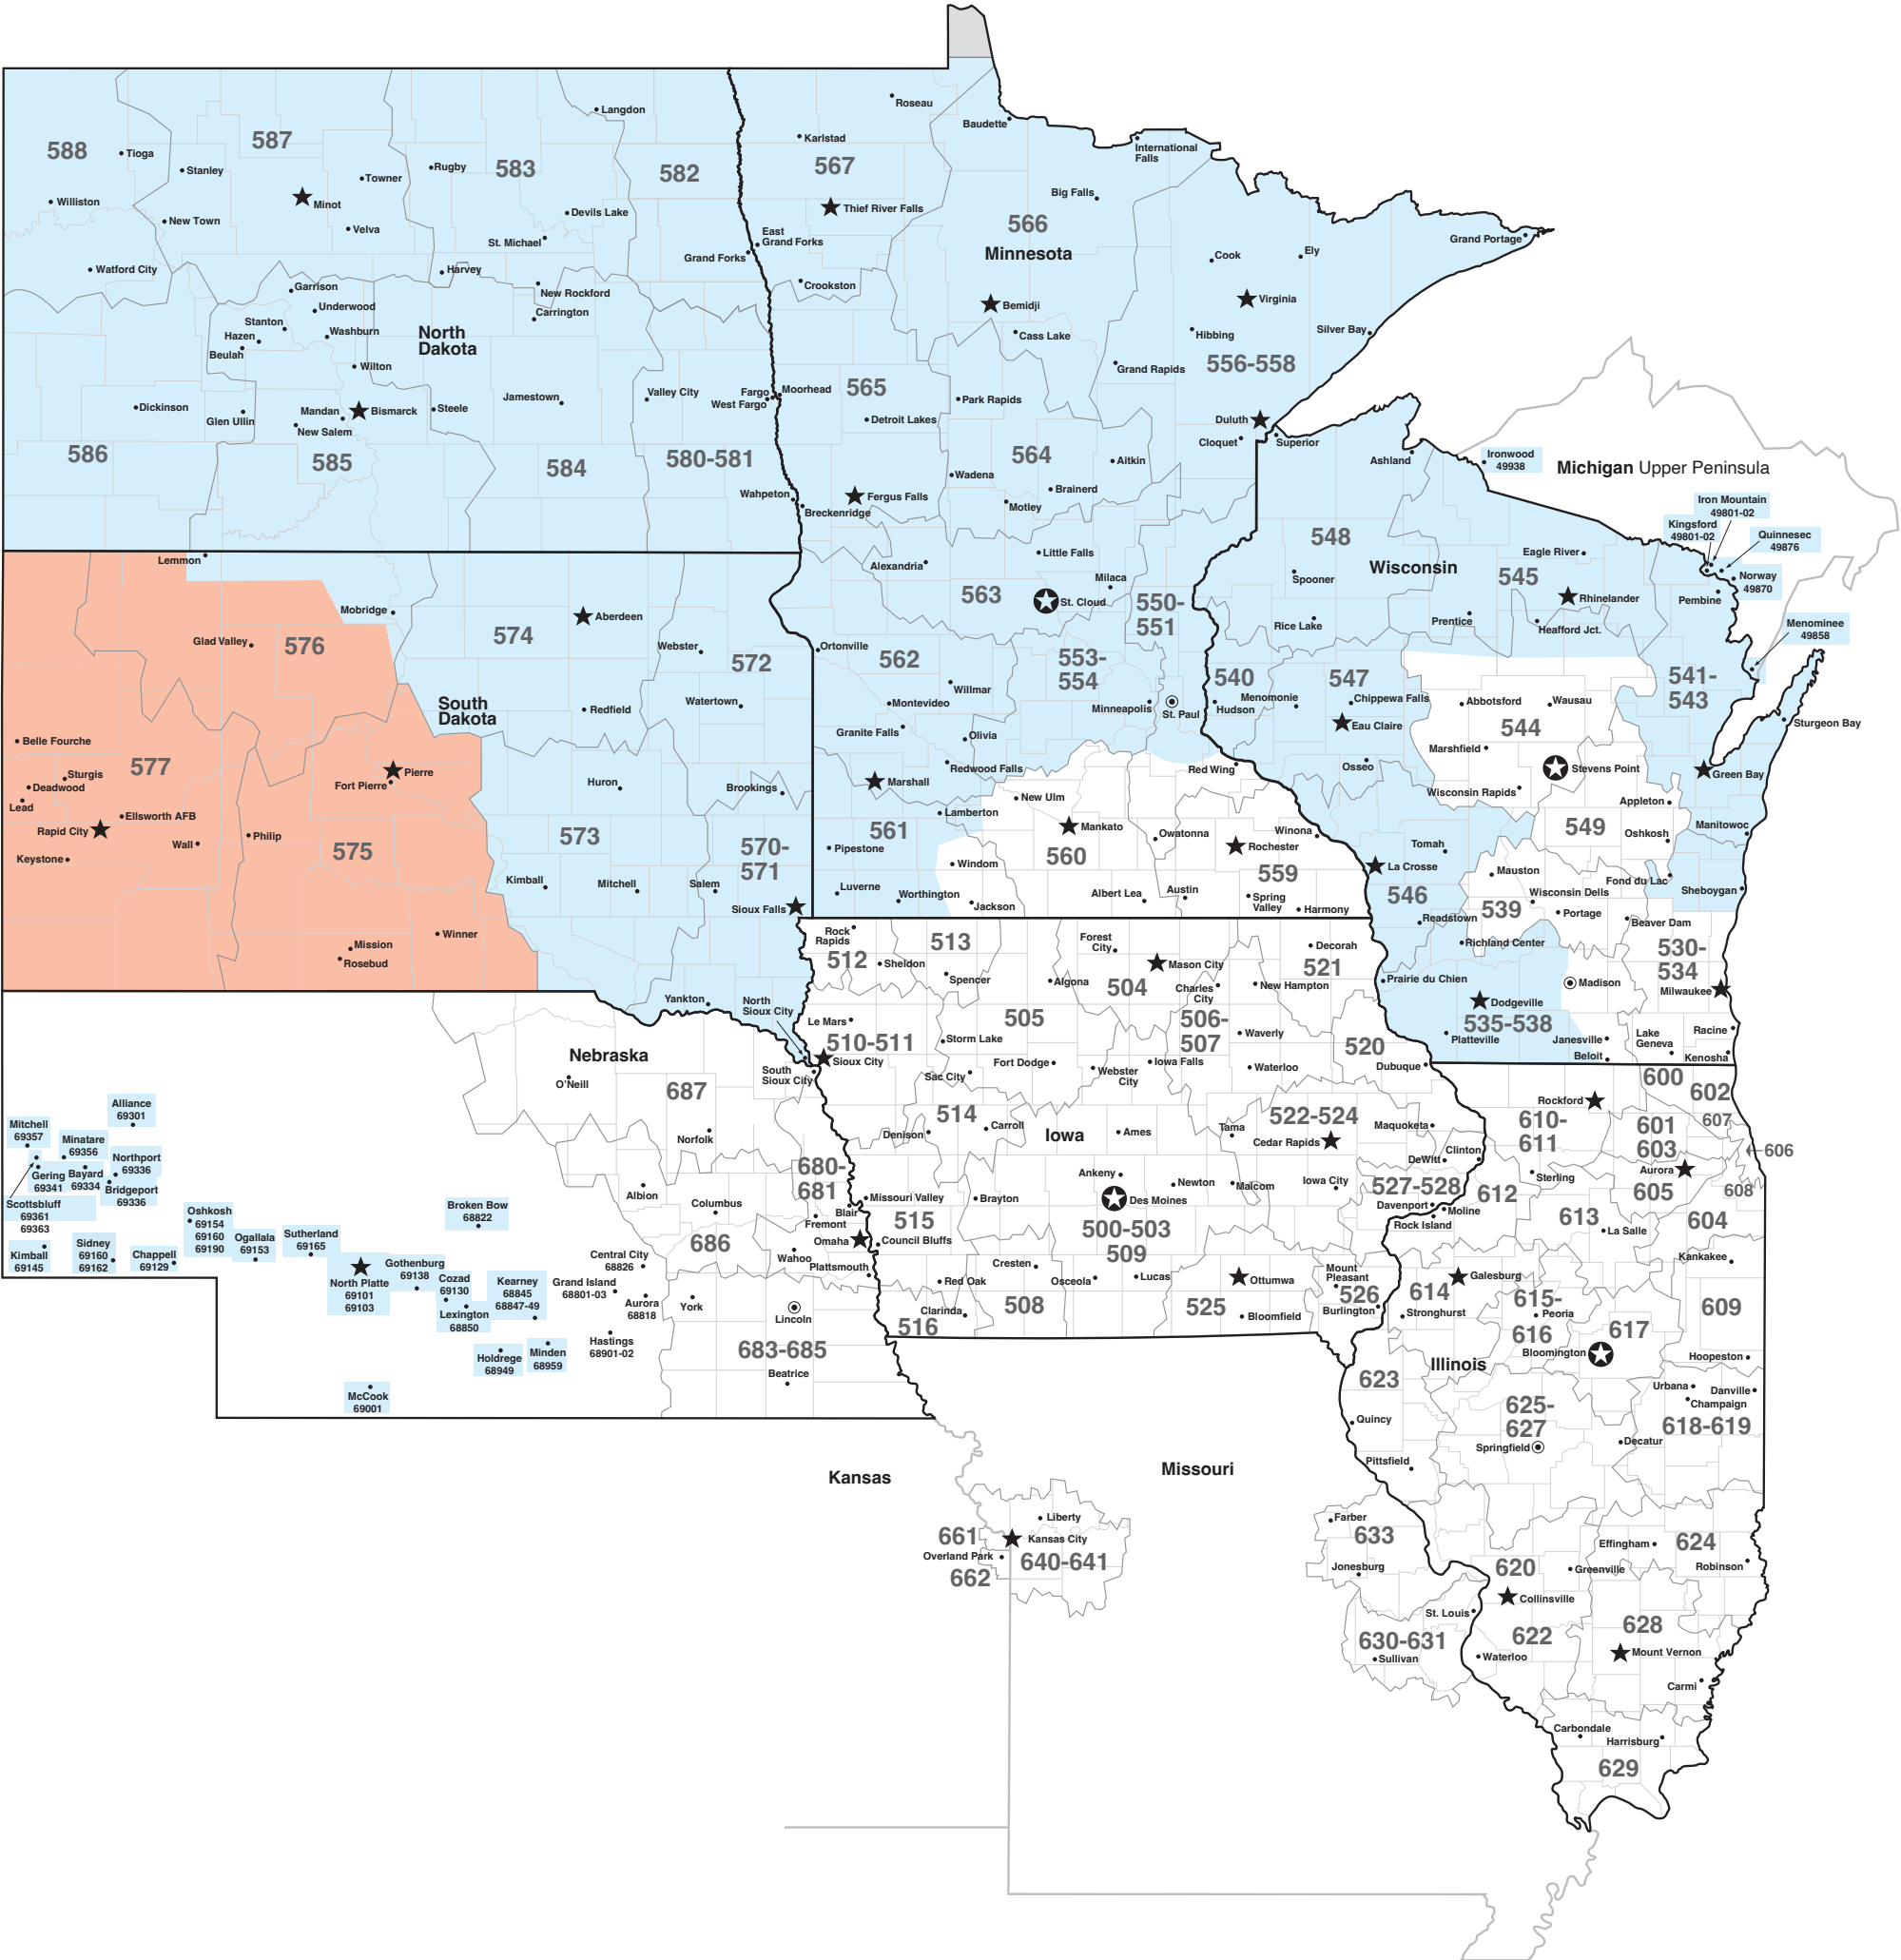 Langdon
Roseau
Baudette
Karlstad
International
Falls
588
587
583
582
567
Tioga
Stanley
Rugby
Towner
Williston
Minot
New Town
Velva
Devils Lake
St. Michael
Thief River Falls
East
Grand Forks
Grand Forks
Big Falls
566
Minnesota
Cook
Ely
Grand Portage
Watford City
Harvey
Garrison
New Rockford
Crookston
Underwood
Carrington
Bemidji
Virginia
Stanton
Hazen
Washburn
Beulah
North
Dakota
Cass Lake
Hibbing
Silver Bay
Wilton
Grand Rapids
556-558
565
Dickinson
Glen Ullin
Mandan
Bismarck
New Salem
Steele
Jamestown
Valley City
Fargo
West Fargo
Moorhead
Detroit Lakes
Park Rapids
Duluth
Cloquet
Superior
586
585
584
580-581
564
Aitkin
Wadena
Brainerd
Motley
Wahpeton
Breckenridge
Fergus Falls
Ashland
Ironwood
49938
Michigan Upper Peninsula
Iron Mountain
49801-02
Kingsford
49801-02
Quinnesec
49876
Norway
49870
Pembine
Menominee
49858
548
Wisconsin
Eagle River
545
Spooner
Rhinelander
Rice Lake
Prentice
Heafford Jct.
Lemmon
Mobridge
Aberdeen
Alexandria
Little Falls
Milaca
563
St. Cloud
550-
551
Glad Valley
576
574
Webster
572
Ortonville
562
553-
554
540
547
541-
543
South
Dakota
Redfield
Watertown
Willmar
Montevideo
Minneapolis
St. Paul
Hudson
Menomonie
Chippewa Falls
Eau Claire
Abbotsford
Wausau
544
Sturgeon Bay
Granite Falls
Olivia
Marshfield
Belle Fourche
577
Sturgis
Deadwood
Lead
Pierre
Fort Pierre
Huron
Brookings
Marshall
Redwood Falls
Red Wing
Osseo
Stevens Point
Green Bay
Wisconsin Rapids
New Ulm
Appleton
Ellsworth AFB
Rapid City
Wall
Philip
Keystone
575
573
570-
571
561
Lamberton
Mankato
Owatonna
Winona
Rochester
549
Oshkosh
Manitowoc
Pipestone
560
559
Tomah
La Crosse
Windom
Mauston
Fond du Lac
Kimball
Mitchell
Salem
Luverne
Worthington
Jackson
Albert Lea
Austin
Spring
Valley
Harmony
546
Wisconsin Dells
Sheboygan
Sioux Falls
539
Portage
Readstown
Beaver Dam
Richland Center
530-
534
Winner
Mission
Rosebud
Rock
Rapids
512
Sheldon
513
Spencer
Forest
City
Algona
504
Mason City
Charles
City
Decorah
521
New Hampton
Prairie du Chien
Madison
Milwaukee
Dodgeville
535-538
Platteville
Janesville
Beloit
Lake
Geneva
Racine
Kenosha
Yankton
North
Sioux City
Le Mars
510-511
Sioux City
505
Storm Lake
506-
507
Waverly
Fort Dodge
Iowa Falls
Webster
City
Waterloo
520
Dubuque
South
Sioux City
Sac City
Nebraska
O'Neill
687
Norfolk
514
Denison
Carroll
Iowa
Ames
Tama
522-524
Cedar Rapids
Maquoketa
DeWitt
Clinton
600
602
Rockford
610-
611
601
603
607
606
Aurora
605
608
Sterling
Alliance
69301
Mitchell
69357
Minatare
69356
Northport
69336
Gering
69341
Bayard
69334
Bridgeport
69336
Scottsbluff
69361
69363
680-
681
Albion
Columbus
Missouri Valley
Brayton
Ankeny
Des Moines
Newton
Malcom
Iowa City
527-528
Davenport
Moline
Rock Island
612
613
La Salle
604
Kankakee
Blair
Fremont
Omaha
515
Council Bluffs
500-503
509
Oshkosh
69154
69160
69190
Broken Bow
68822
Kimball
69145
Sidney
69160
69162
Chappell
69129
Ogallala
69153
Sutherland
69165
North Platte
69101
69103
Gothenburg
69138
Cozad
69130
Lexington
68850
Kearney
68845
68847-49
Central City
68826
Grand Island
68801-03
Aurora
68818
Hastings
68901-02
Holdrege
68949
Minden
68959
McCook
69001
686
Wahoo
Plattsmouth
York
Lincoln
683-685
Beatrice
Red Oak
Creston
Osceola
Lucas
Ottumwa
Mount
Pleasant
526
Burlington
Clarinda
508
516
525
Bloomfield
614
Galesburg
Stronghurst
615-
Peoria
616
617
Bloomington
609
Hoopeston
Illinois
623
Quincy
Urbana
Danville
Champaign
618-619
625-
627
Springfield
Decatur
Pittsfield
Kansas
Missouri
661
Liberty
Kansas City
Overland Park
640-641
662
Farber
633
Jonesburg
St. Louis
630-631
Sullivan
620
Collinsville
622
Waterloo
Greenville
Effingham
624
Robinson
628
Mount Vernon
Carmi
Carbondale
Harrisburg
629